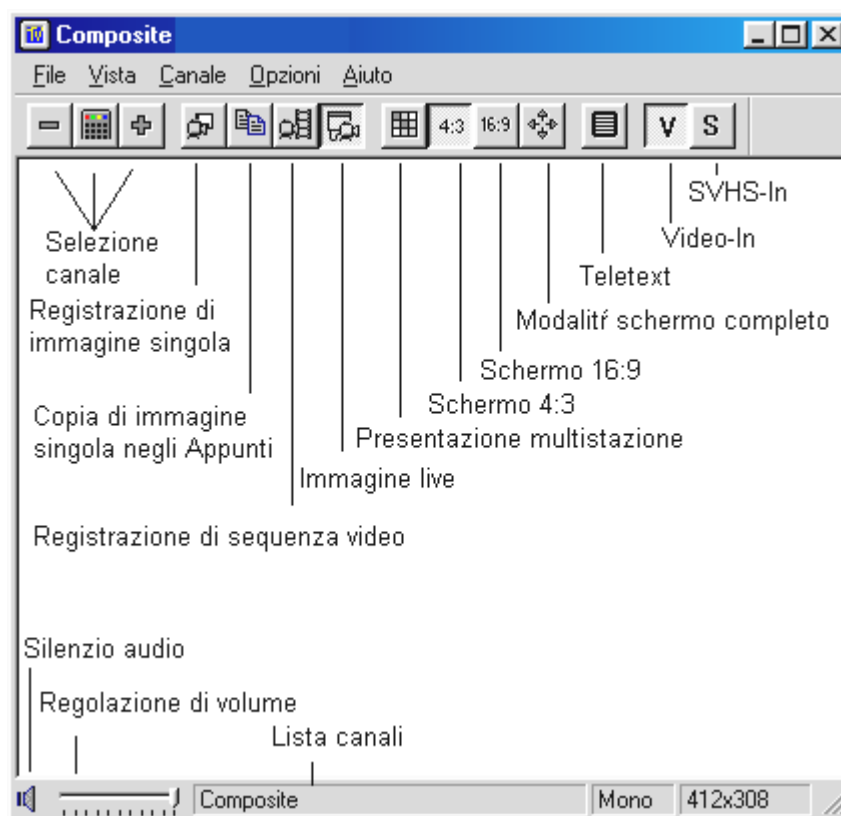 Composite
File Vista Canale Opzioni Aiuto
4:3 16:9 V S
SVHS-In
Video-In
Selezione
canale
Teletext
Registrazione di
immagine singola
Modalitŕ schermo completo
Schermo 16:9
Schermo 4:3
Copia di immagine
singola negli Appunti
Presentazione multistazione
Immagine live
Registrazione di sequenza video
Silenzio audio
Regolazione di volume
Lista canali
Composite Mono 412x308